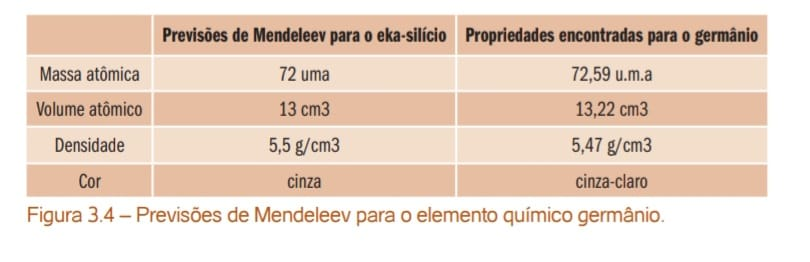 Previsões de Mendeleev para o eka-silício Propriedades encontradas para o germânio
Massa atômica 72 uma 72,59 u.m.a
Volume atômico 13 cm3 13,22 cm3
Densidade 5,5 g/cm3 5,47 g/cm3
Cor cinza cinza-claro
Figura 3.4 – Previsões de Mendeleev para o elemento químico germânio.